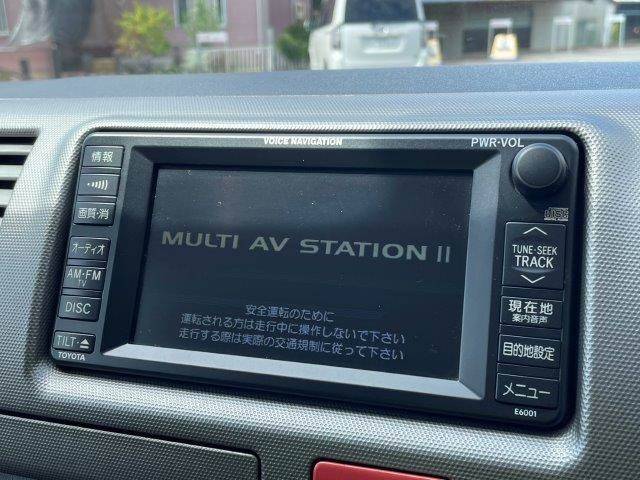 VOICE NAVIGATION
PWR·VOL
情報
画質·消
オーディオ
AM·FM
TV
DISC
TILT·
TOYOTA
MULTI AV STATION II
安全運転のために
運転される方は走行中に操作しないで下さい
走行する際は実際の交通規制に従って下さい
TUNE·SEEK
TRACK
現在地
案内音声
目的地設定
メニュー
E6001